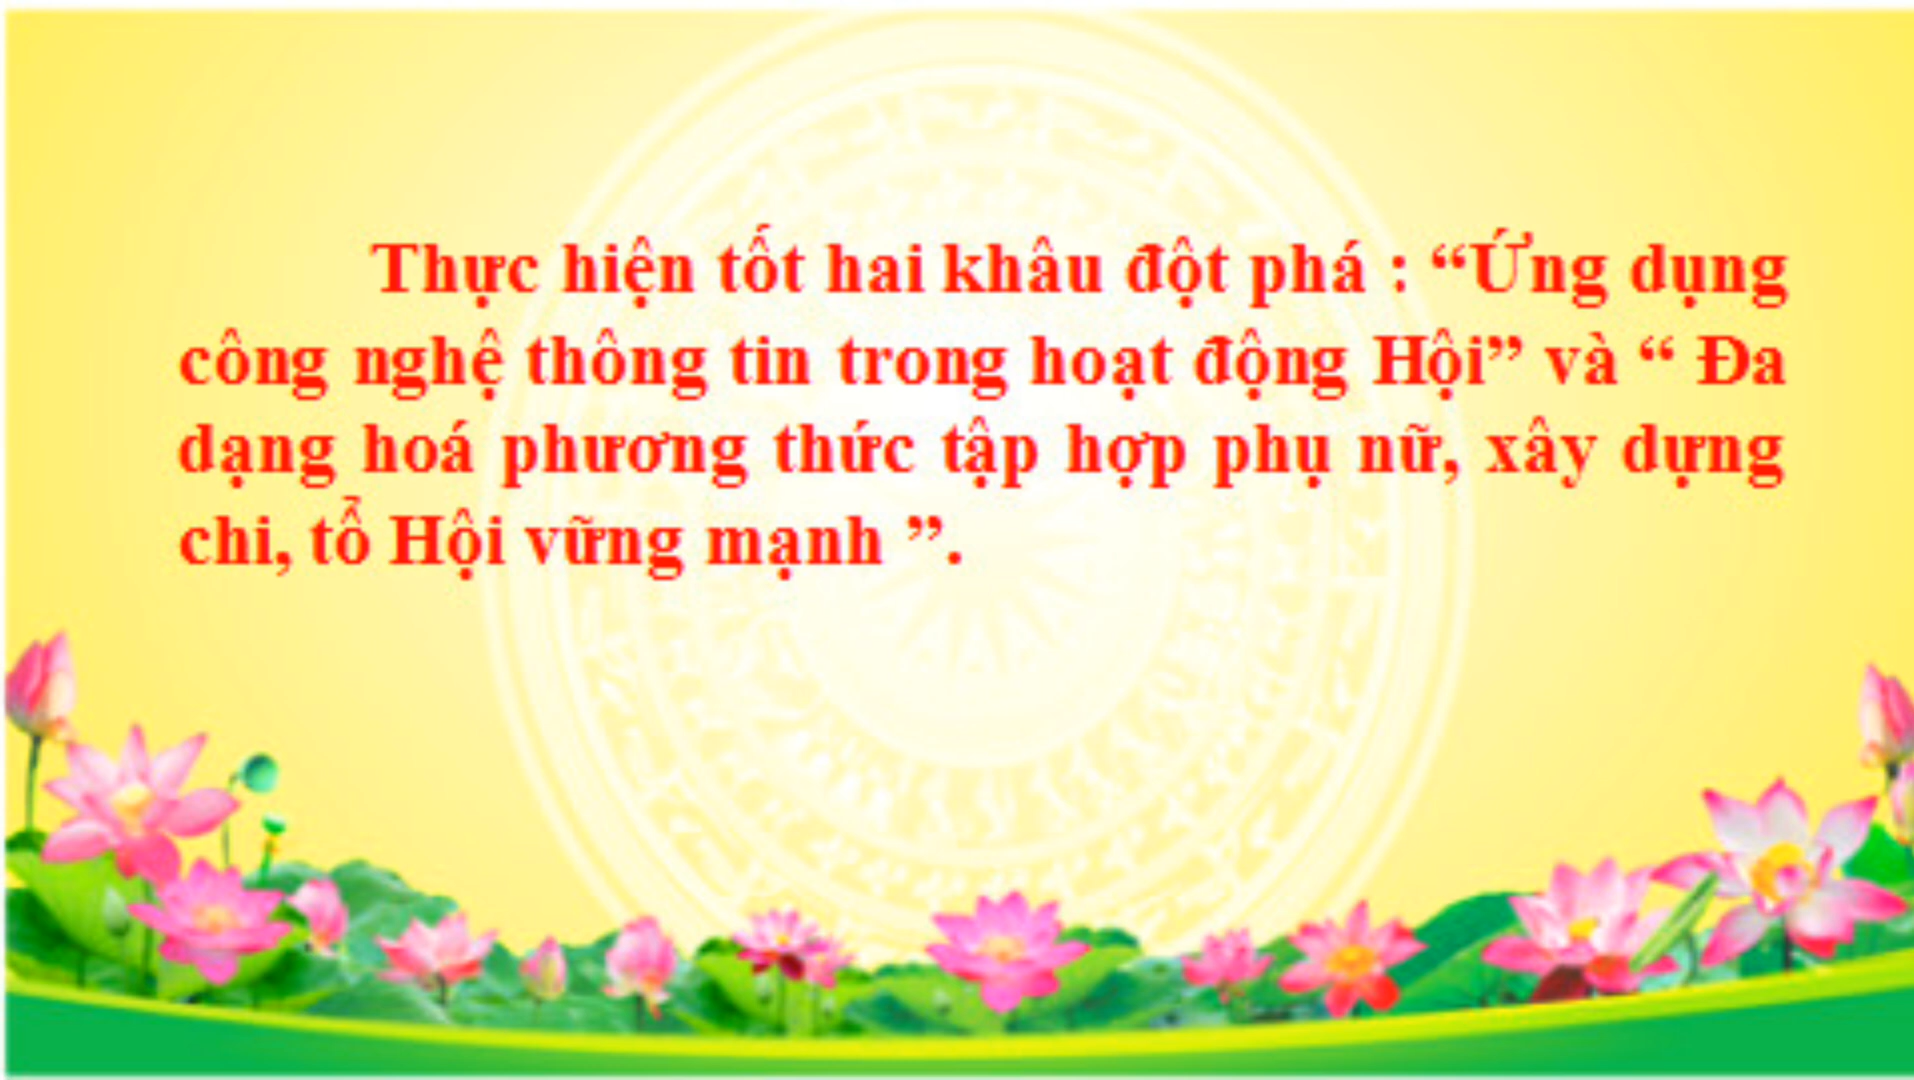 Thực hiện tốt hai khâu đột phá : “Ứng dụng
công nghệ thông tin trong hoạt động Hội” và “ Đa
dạng hoá phương thức tập hợp phụ nữ, xây dựng
chi, tổ Hội vững mạnh ”.